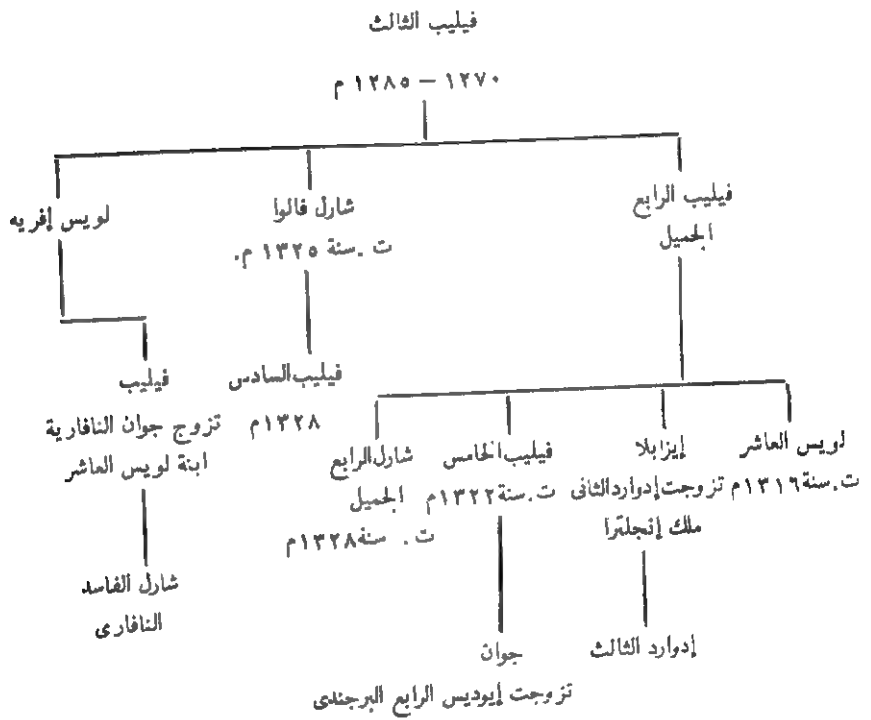 فيليب الثالث
١٢٧٠ – ١٢٨٥ م
فيليب الرابع
الجميل
شارل فالوا
ت . سنة ١٣٢٥ م.
لويس إفريه
فيليب السادس
١٣٢٨م
فيليب
تزوج جوان النافارية
ابنة لويس العاشر
لويس العاشر
ت.سنة ١٣١٦م
إيزابلا
تزوجت إدوارد الثانى
ملك إنجلترا
فيليب الخامس
ت.سنة ١٣٢٢م
شارل الرابع
الجميل
ت . سنة ١٣٢٨م
شارل الفاسد
النافارى
إدوارد الثالث
جوان
تزوجت إيوديس الرابع البرجندى